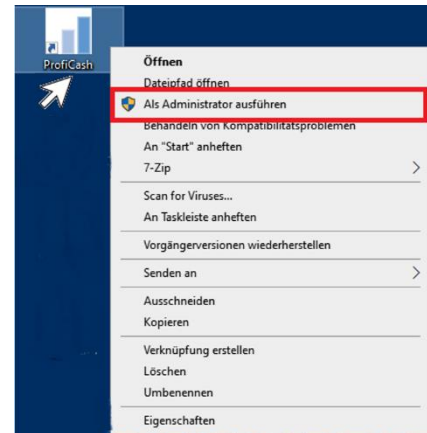 ProfiCash
Öffnen
Dateipfad öffnen
Als Administrator ausführen
Behandeln von Kompatibilitätsproblemen
An "Start" anheften
7-Zip
Scan for Viruses...
An Taskleiste anheften
Vorgängerversionen wiederherstellen
Senden an
Ausschneiden
Kopieren
Verknüpfung erstellen
Löschen
Umbenennen
Eigenschaften